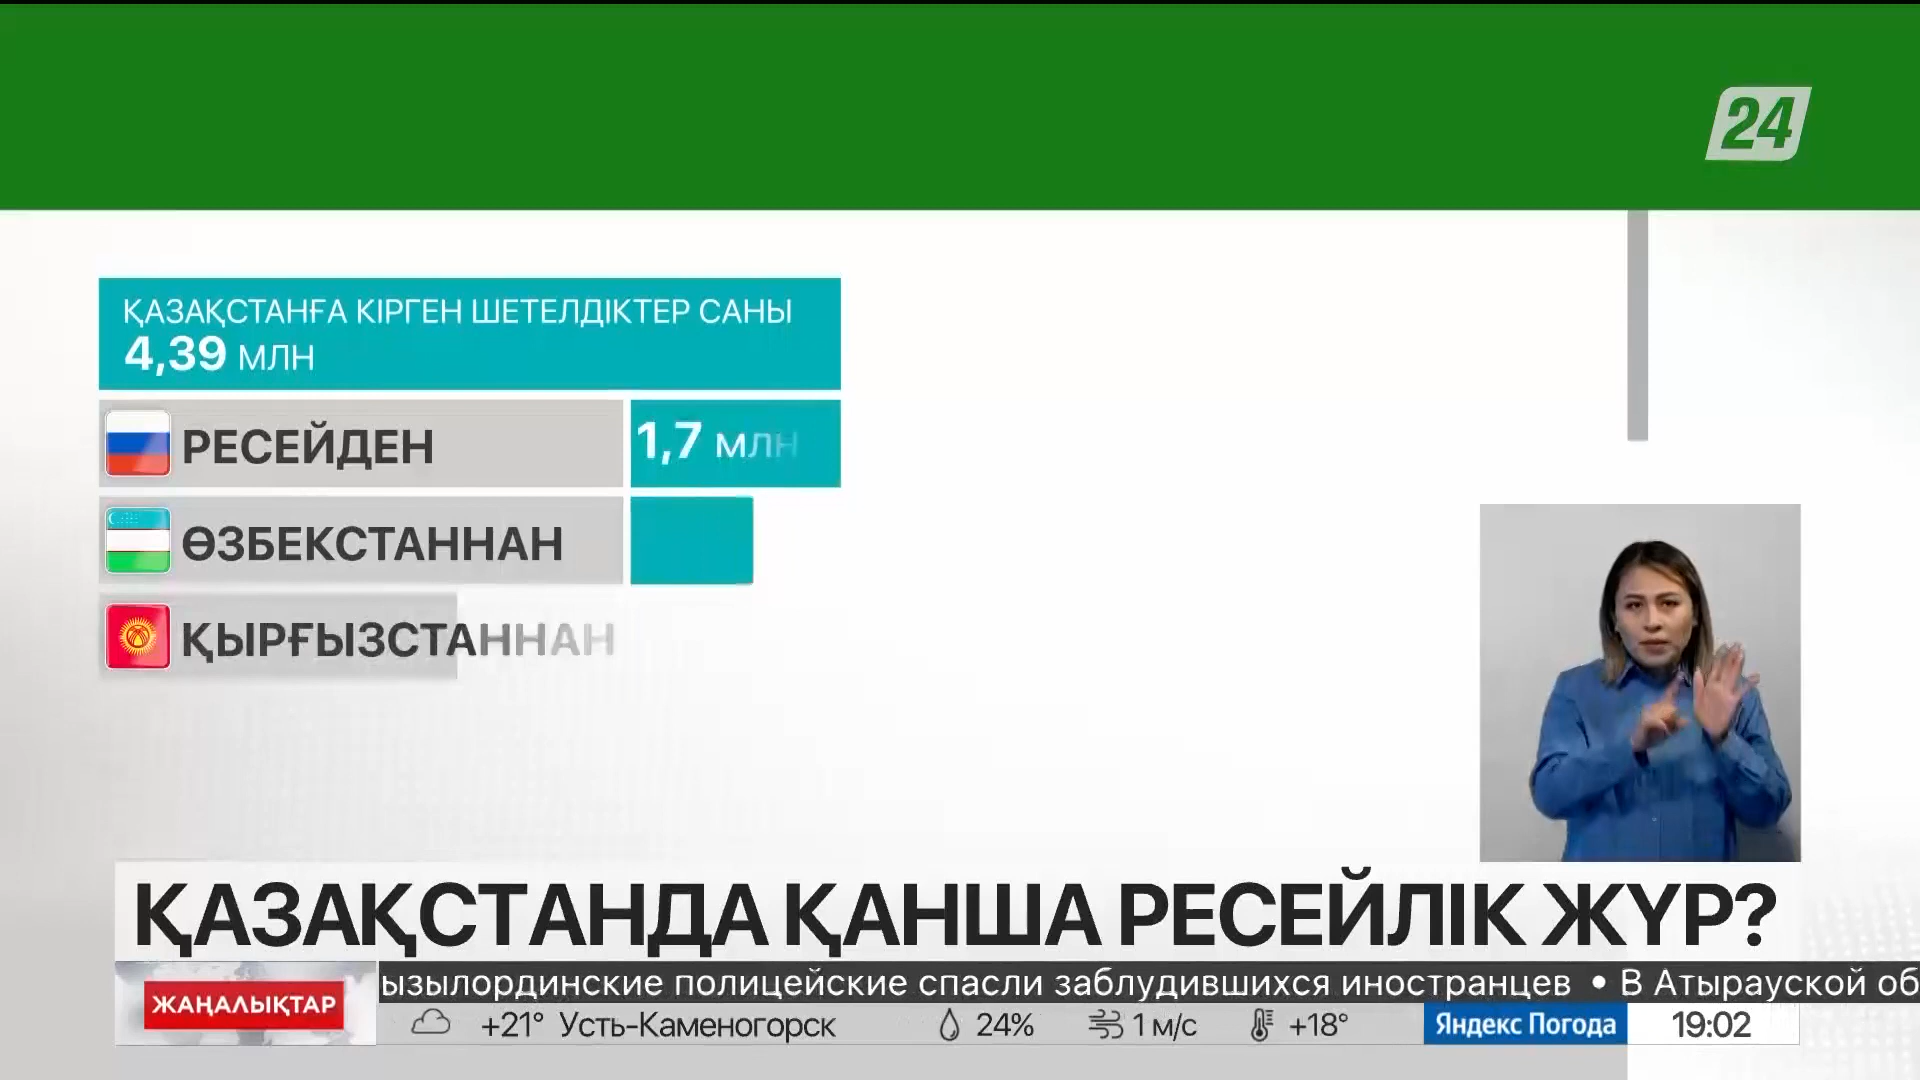 24
ҚАЗАҚСТАНҒА КІРГЕН ШЕТЕЛДІКТЕР САНЫ
4,39 МЛН
РЕСЕЙДЕН 1,7 МЛН
ӨЗБЕКСТАННАН
ҚЫРҒЫЗСТАННАН
ҚАЗАҚСТАНДА ҚАНША РЕСЕЙЛІК ЖҮР?
ызылординские полицейские спасли заблудившихся иностранцев • В Атырауской об
ЖАҢАЛЫҚТАР
+21° Усть-Каменогорск 24% 1 м/с +18° Яндекс Погода 19:02